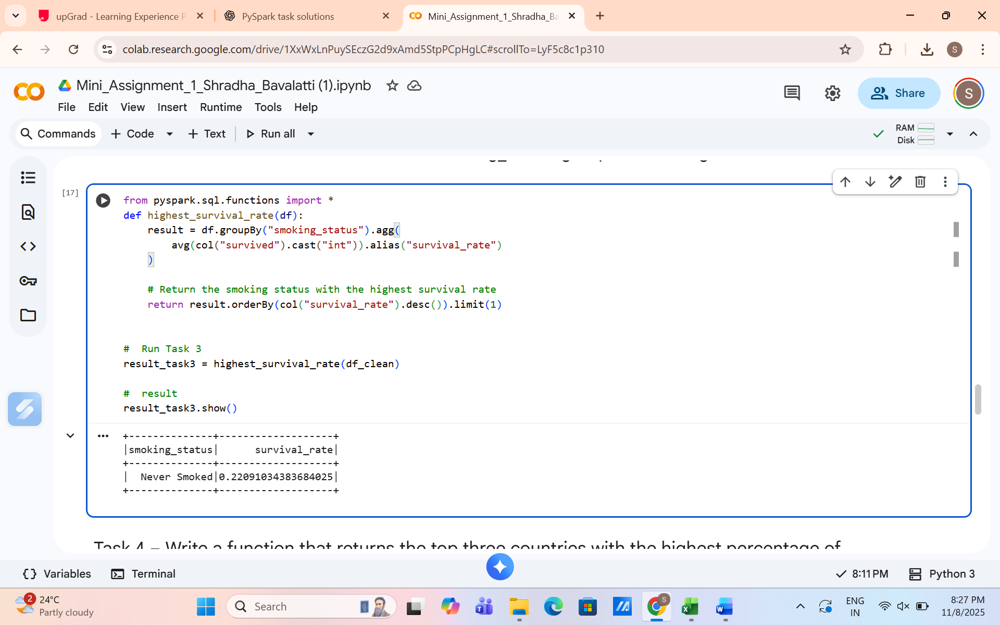 upGrad - Learning Experience P
PySpark task solutions
Mini_Assignment_1_Shradha_Ba
colab.research.google.com/drive/1XxWxLnPuySEczG2d9xAmd5StpPCpHgLC#scrollTo=LyF5c8c1p310
S
Mini_Assignment_1_Shradha_Bavalatti (1).ipynb
File Edit View Insert Runtime Tools Help
Share
S
Commands + Code + Text Run all
RAM
Disk
[17]
from pyspark.sql.functions import *
def highest_survival_rate(df):
    result = df.groupBy("smoking_status").agg(
        avg(col("survived").cast("int")).alias("survival_rate")
    )
    # Return the smoking status with the highest survival rate
    return result.orderBy(col("survival_rate").desc()).limit(1)
#  Run Task 3
result_task3 = highest_survival_rate(df_clean)
#  result
result_task3.show()
+--------------+-------------------+
|smoking_status|      survival_rate|
+--------------+-------------------+
|  Never Smoked|0.22091034383684025|
+--------------+-------------------+
Task 4 – Write a function that returns the top three countries with the highest percentage of
Variables Terminal
8:11 PM Python 3
2
24°C
Partly cloudy
Search
S
ENG
IN
8:27 PM
11/8/2025